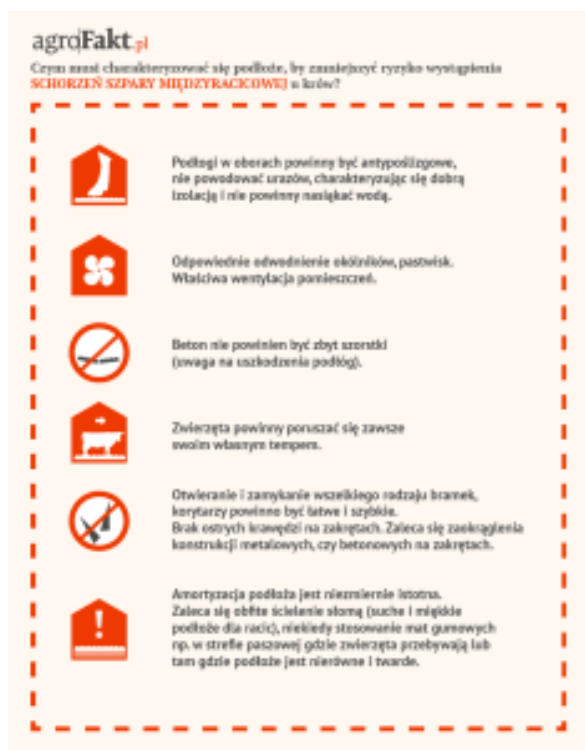 agroFakt.pl
Czym musi charakteryzować się podłoże, by zmniejszyć ryzyko wystąpienia
SCHORZEŃ SZPARY MIĘDZYRACICOWEJ u krów?
Podłogi w oborach powinny być antypoślizgowe,
nie powodować urazów, charakteryzując się dobrą
izolacją i nie powinny nasiąkać wodą.
Odpowiednie odwodnienie okólników, pastwisk.
Właściwa wentylacja pomieszczeń.
Beton nie powinien być zbyt szorstki
(uwaga na uszkodzenia podłóg).
Zwierzęta powinny poruszać się zawsze
swoim własnym tempem.
Otwieranie i zamykanie wszelkiego rodzaju bramek,
korytarzy powinno być łatwe i szybkie.
Brak ostrych krawędzi na zakrętach. Zaleca się zaokrąglenia
konstrukcji metalowych, czy betonowych na zakrętach.
Amortyzacja podłoża jest niezmiernie istotna.
Zaleca się obfite ścielenie słomą (suche i miękkie
podłoże dla racic), niekiedy stosowanie mat gumowych
np. w strefie paszowej gdzie zwierzęta przebywają lub
tam gdzie podłoże jest nierówne i twarde.